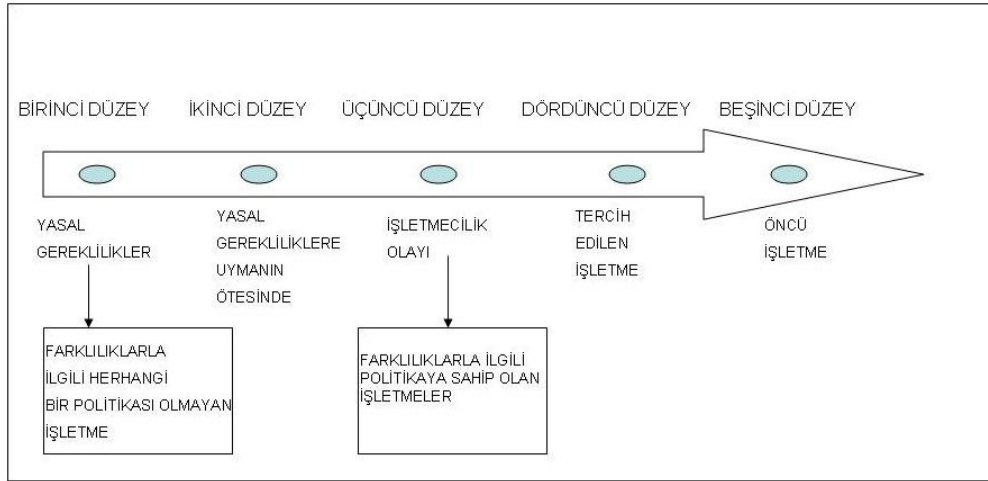 BİRİNCİ DÜZEY
İKİNCİ DÜZEY
ÜÇÜNCÜ DÜZEY
DÖRDÜNCÜ DÜZEY
BEŞİNCİ DÜZEY
YASAL
GEREKLİLİKLER
YASAL
GEREKLİLİKLERE
UYMANIN
ÖTESİNDE
İŞLETMECİLİK
OLAYI
TERCİH
EDİLEN
İŞLETME
ÖNCÜ
İŞLETME
FARKLILIKLARLA
İLGİLİ HERHANGİ
BİR POLİTİKASI OLMAYAN
İŞLETME
FARKLILIKLARLA İLGİLİ
POLİTİKAYA SAHİP OLAN
İŞLETMELER